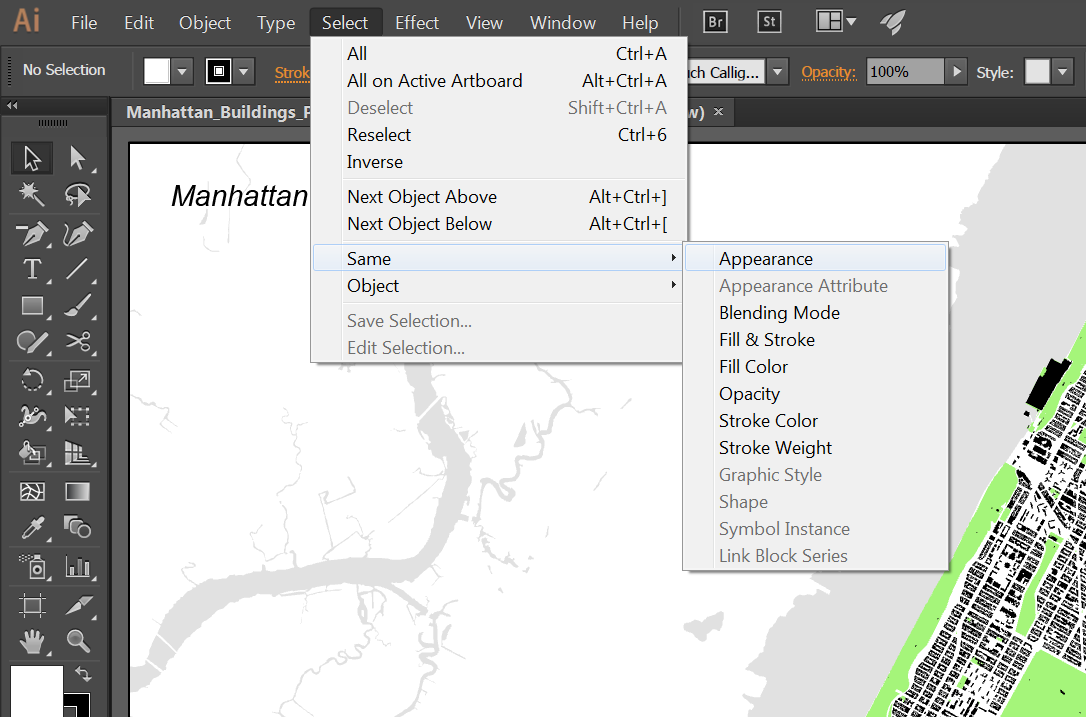 Ai File Edit Object Type Select Effect View Window Help Br St
No Selection Strok uch Callig... Opacity: 100% Style:
Manhattan_Buildings_P w) ×
Manhattan
All Ctrl+A
All on Active Artboard Alt+Ctrl+A
Deselect Shift+Ctrl+A
Reselect Ctrl+6
Inverse
Next Object Above Alt+Ctrl+]
Next Object Below Alt+Ctrl+[
Same
Object
Save Selection...
Edit Selection...
Appearance
Appearance Attribute
Blending Mode
Fill & Stroke
Fill Color
Opacity
Stroke Color
Stroke Weight
Graphic Style
Shape
Symbol Instance
Link Block Series